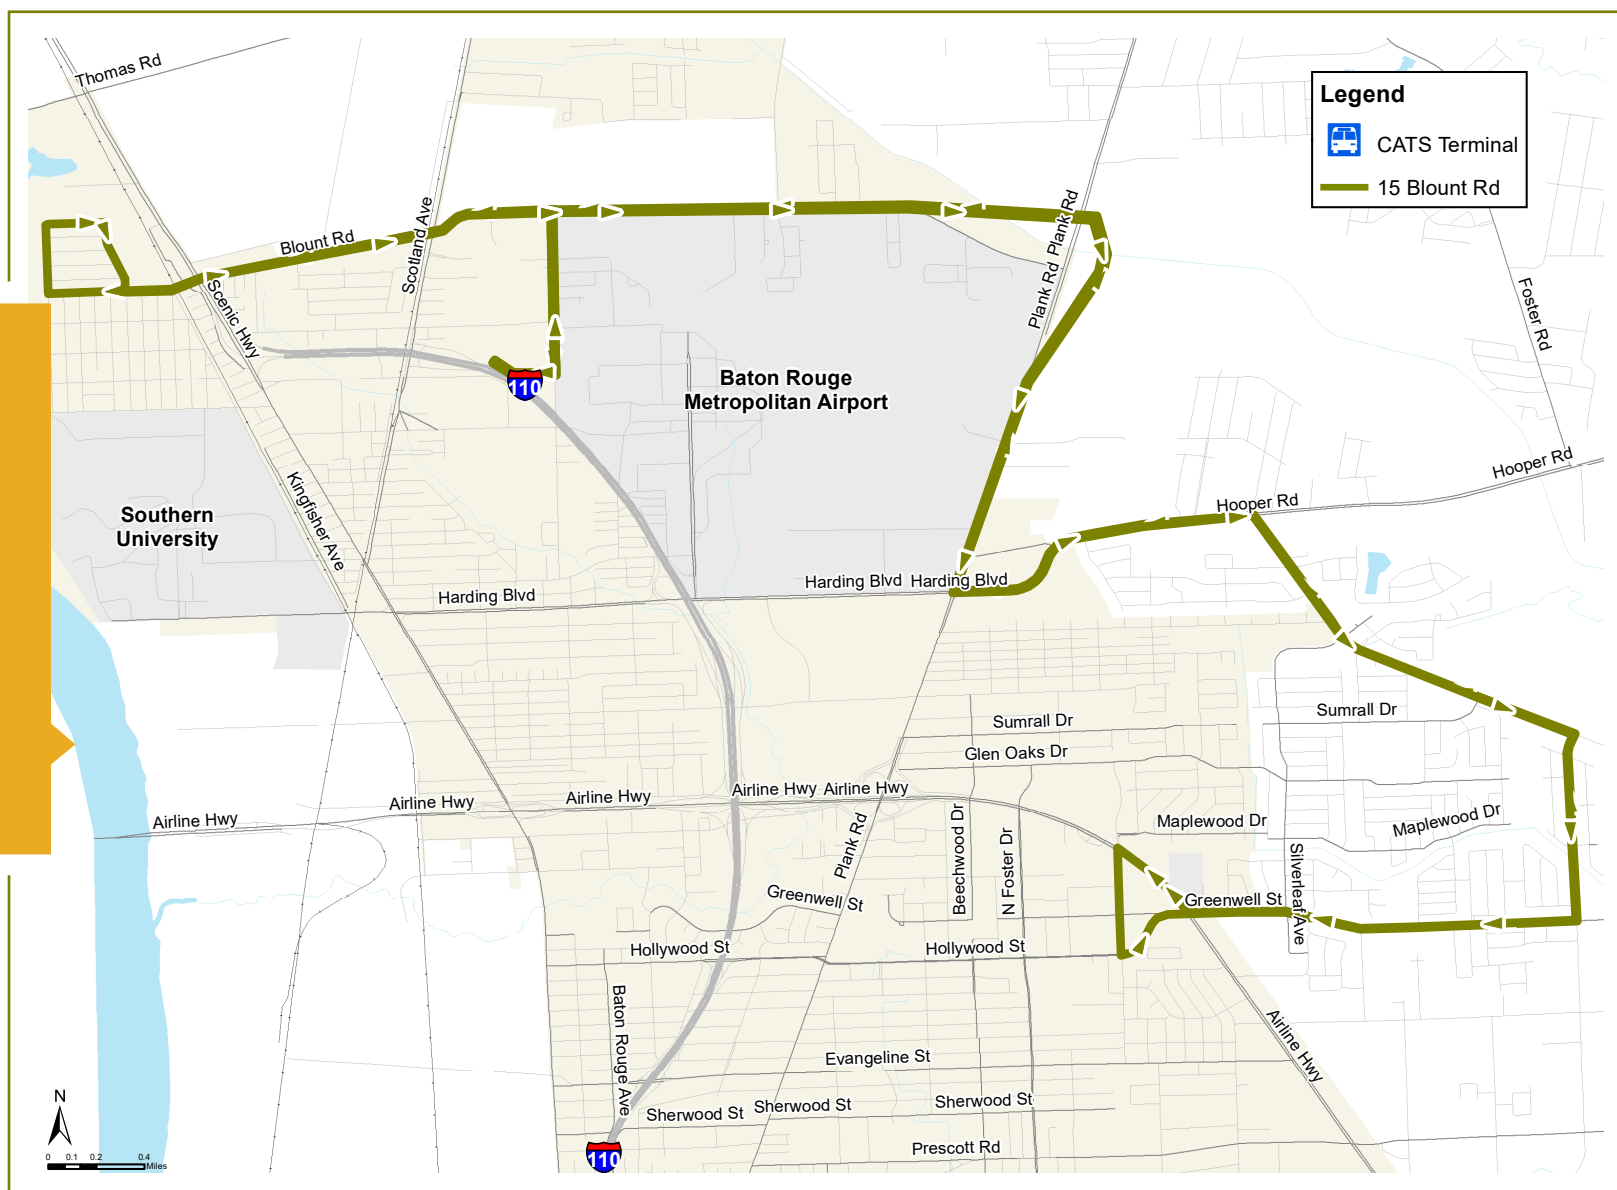 Thomas Rd
Legend
CATS Terminal
15 Blount Rd
Blount Rd
Scotland Ave
Plank Rd
Plank Rd
Scenic Hwy
Foster Rd
110
Baton Rouge
Metropolitan Airport
Hooper Rd
Hooper Rd
Southern
University
Kingfisher Ave
Harding Blvd
Harding Blvd
Harding Blvd
Sumrall Dr
Sumrall Dr
Glen Oaks Dr
Airline Hwy
Airline Hwy
Airline Hwy
Airline Hwy
Airline Hwy
Maplewood Dr
Maplewood Dr
Plank Rd
Beechwood Dr
N Foster Dr
Silverleaf Ave
Greenwell St
Greenwell St
Hollywood St
Hollywood St
Baton Rouge Ave
Airline Hwy
Evangeline St
Sherwood St
Sherwood St
Sherwood St
Prescott Rd
110
N
0 0.1 0.2 0.4
Miles